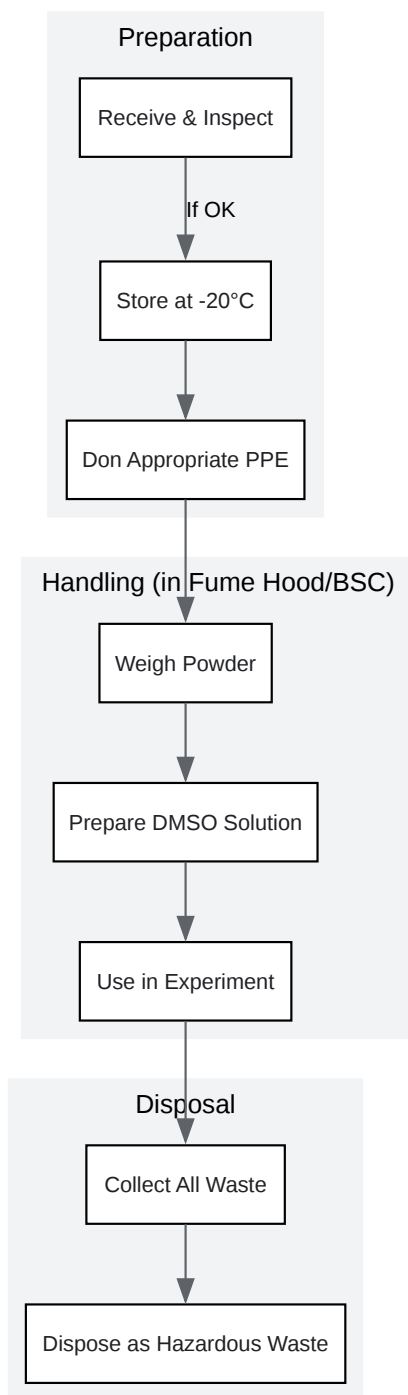 Preparation
Receive & Inspect
If OK
Store at -20°C
Don Appropriate PPE
Handling (in Fume Hood/BSC)
Weigh Powder
Prepare DMSO Solution
Use in Experiment
Disposal
Collect All Waste
Dispose as Hazardous Waste